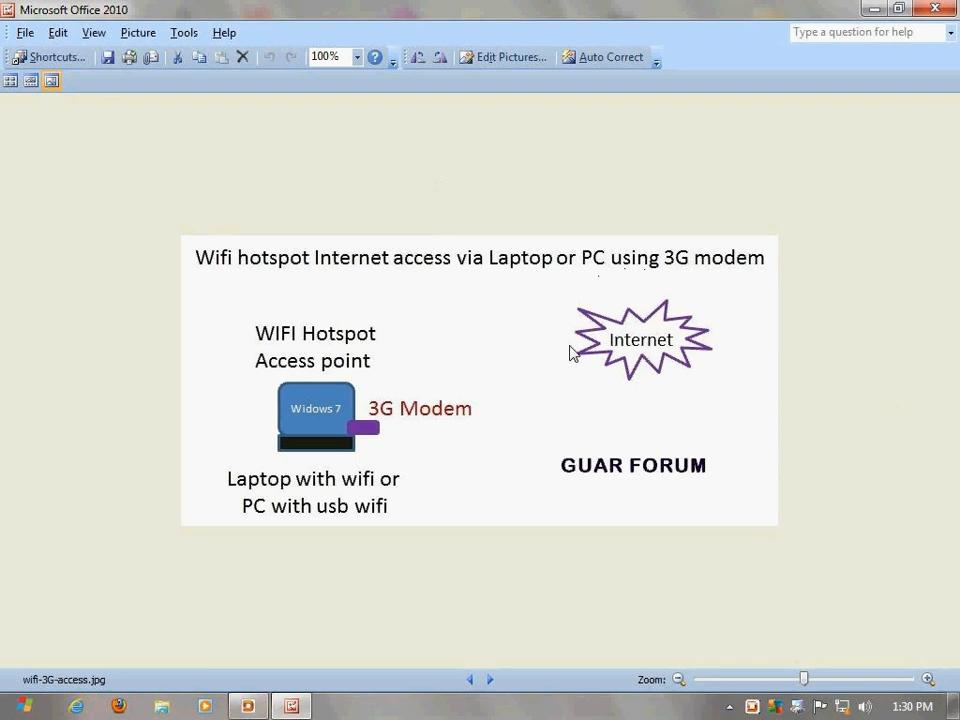 Microsoft Office 2010
File Edit View Picture Tools Help
Type a question for help
Shortcuts... 100% Edit Pictures... Auto Correct
Wifi hotspot Internet access via Laptop or PC using 3G modem
WIFI Hotspot
Access point
Internet
Widows 7
3G Modem
GUAR FORUM
Laptop with wifi or
PC with usb wifi
wifi-3G-access.jpg
Zoom:
1:30 PM